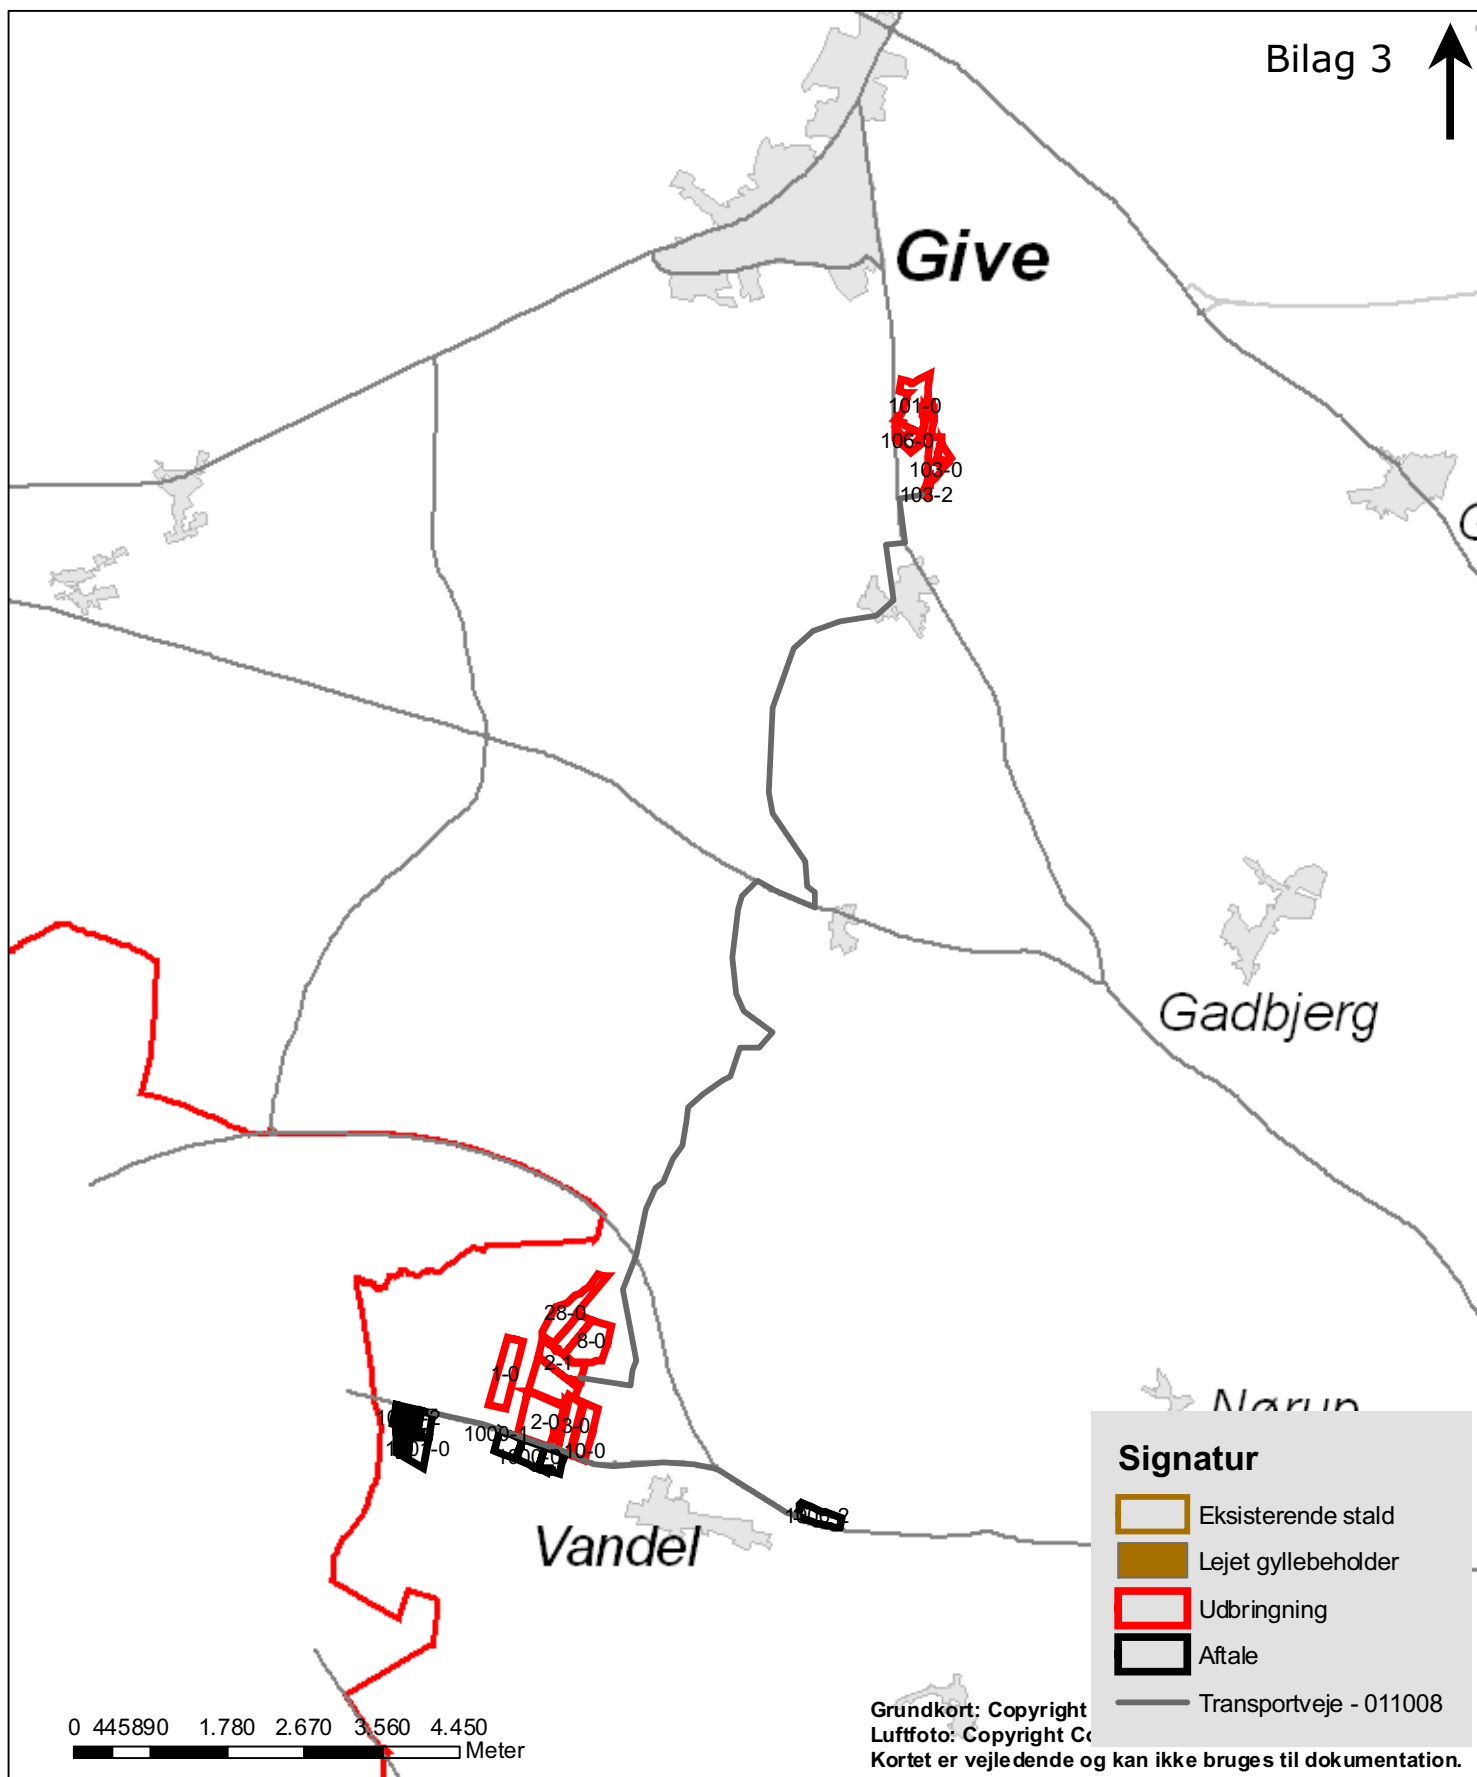 Bilag 3
Give
101-0
106-0
103-0
103-2
Gadbjerg
28-0
8-0
2-1
1-0
2-0
3-0
10-0
1000-1
1000-0
Nørup
Vandel
Signatur
Eksisterende stald
Lejet gyllebeholder
Udbringning
Aftale
Transportveje - 011008
0 445890 1.780 2.670 3.560 4.450
Meter
Grundkort: Copyright
Luftfoto: Copyright
Kortet er vejledende og kan ikke bruges til dokumentation.